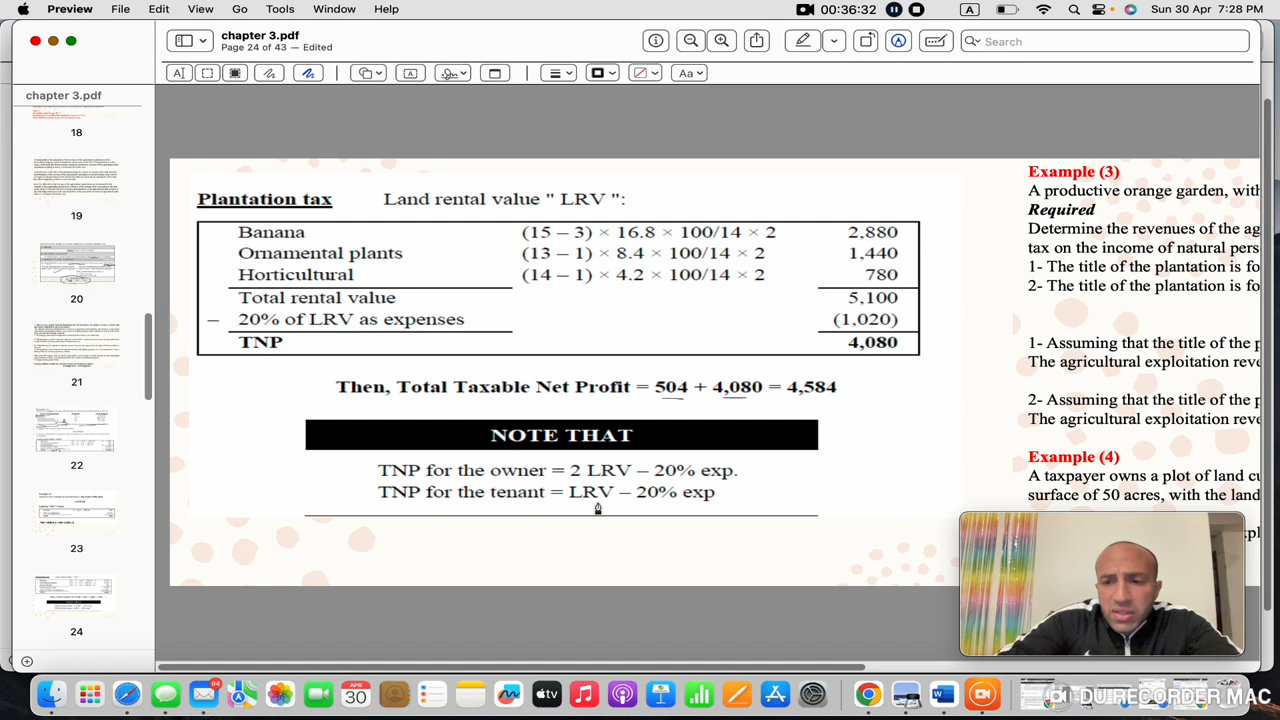 Preview File Edit View Go Tools Window Help 00:36:32 A Sun 30 Apr 7:28 PM
chapter 3.pdf
Page 24 of 43 — Edited
Search
chapter 3.pdf
18
19
20
21
22
23
24
Plantation tax Land rental value " LRV ":
Banana (15 – 3) × 16.8 × 100/14 × 2 2,880
Ornamental plants (13 – 1) × 8.4 × 100/14 × 2 1,440
Horticultural (14 – 1) × 4.2 × 100/14 × 2 780
Total rental value 5,100
– 20% of LRV as expenses (1,020)
TNP 4,080
Then, Total Taxable Net Profit = 504 + 4,080 = 4,584
NOTE THAT
TNP for the owner = 2 LRV – 20% exp.
TNP for the tenant = LRV – 20% exp
Example (3)
A productive orange garden, with
Required
Determine the revenues of the ag
tax on the income of natural pers
1- The title of the plantation is fo
2- The title of the plantation is fo
1- Assuming that the title of the p
The agricultural exploitation reve
2- Assuming that the title of the p
The agricultural exploitation reve
Example (4)
A taxpayer owns a plot of land cu
surface of 50 acres, with the land
xpl
94
APR
30
tv
DU RECORDER MAC